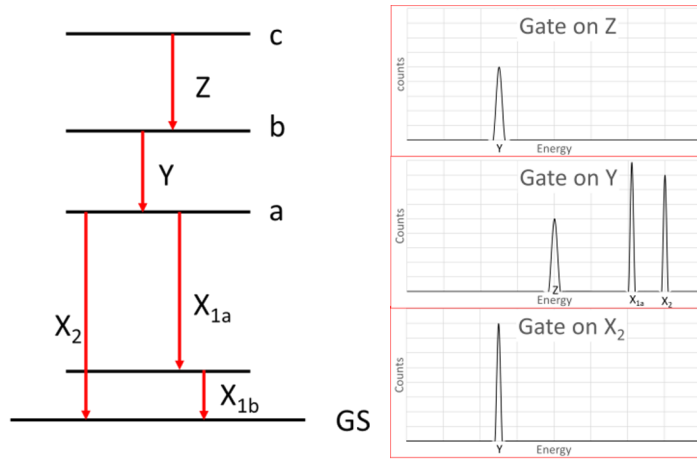 c
Z
b
Y
a
X2
X1a
X1b
GS
Gate on Z
counts
Y
Energy
Gate on Y
Counts
Z
X1a
X2
Energy
Gate on X2
Counts
Y
Energy